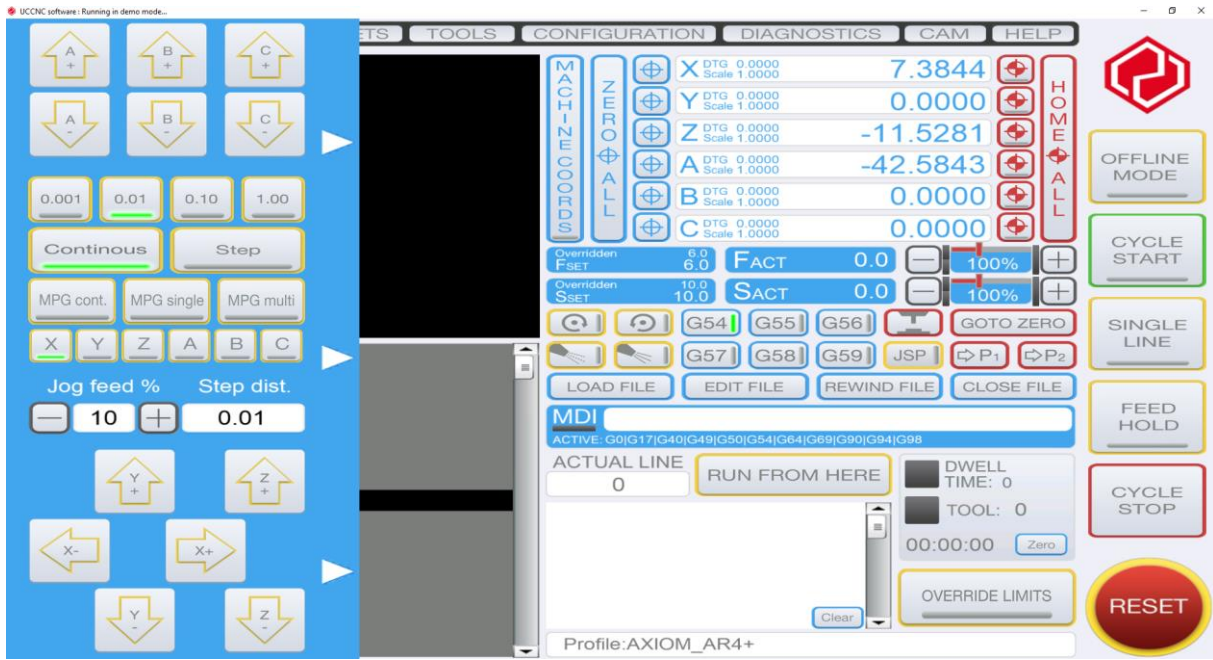 UCCNC software : Running in demo mode...
ETS TOOLS CONFIGURATION DIAGNOSTICS CAM HELP
A + B + C +
A - B - C -
0.001 0.01 0.10 1.00
Continous Step
MPG cont. MPG single MPG multi
X Y Z A B C
Jog feed % Step dist.
10 0.01
Y + Z +
X- X+
Y - Z -
MACHINE COORDS
ZERO ALL
X DTG 0.0000 Scale 1.0000 7.3844
Y DTG 0.0000 Scale 1.0000 0.0000
Z DTG 0.0000 Scale 1.0000 -11.5281
A DTG 0.0000 Scale 1.0000 -42.5843
B DTG 0.0000 Scale 1.0000 0.0000
C DTG 0.0000 Scale 1.0000 0.0000
HOME ALL
Overridden 6.0
FSET 6.0 FACT 0.0 100%
Overridden 10.0
SSET 10.0 SACT 0.0 100%
G54 G55 G56 GOTO ZERO
G57 G58 G59 JSP P1 P2
LOAD FILE EDIT FILE REWIND FILE CLOSE FILE
MDI
ACTIVE: G0|G17|G40|G49|G50|G54|G64|G69|G90|G94|G98
ACTUAL LINE
0
RUN FROM HERE
DWELL
TIME: 0
TOOL: 0
00:00:00 Zero
OVERRIDE LIMITS
Clear
Profile:AXIOM_AR4+
OFFLINE
MODE
CYCLE
START
SINGLE
LINE
FEED
HOLD
CYCLE
STOP
RESET